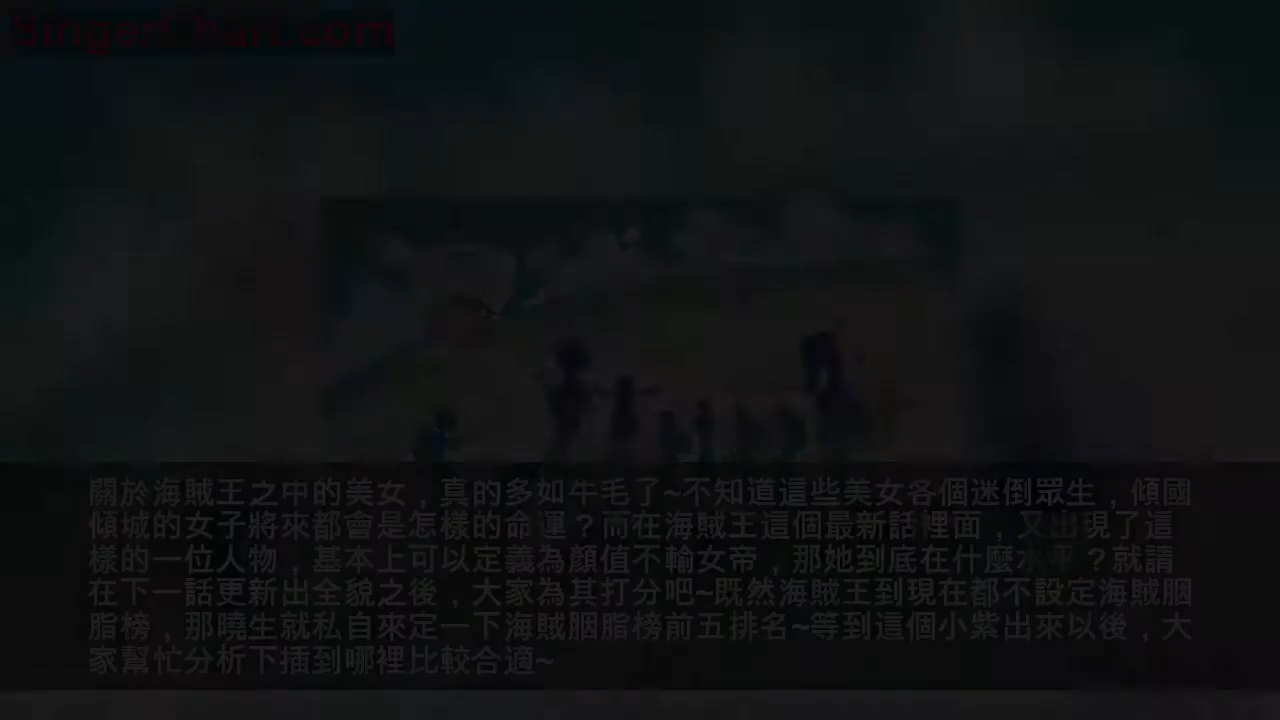 SingerChart.com
關於海賊王之中的美女，真的多如牛毛了~不知道這些美女各個迷倒眾生，傾國
傾城的女子將來都會是怎樣的命運？而在海賊王這個最新話裡面，又出現了這
樣的一位人物，基本上可以定義為顏值不輸女帝，那她到底在什麼水平？就請
在下一話更新出全貌之後，大家為其打分吧~既然海賊王到現在都不設定海賊胭
脂榜，那曉生就私自來定一下海賊胭脂榜前五排名~等到這個小紫出來以後，大
家幫忙分析下插到哪裡比較合適~